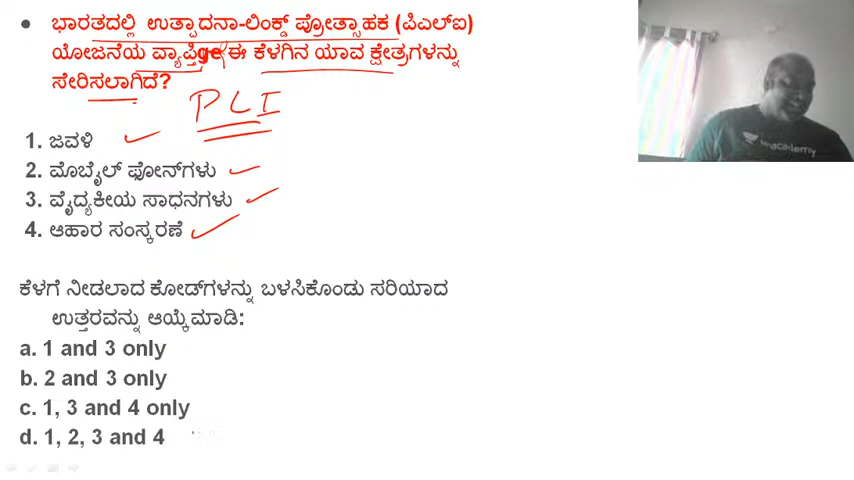 ಭಾರತದಲ್ಲಿ ಉತ್ಪಾದನಾ-ಲಿಂಕ್ಡ್ ಪ್ರೋತ್ಸಾಹಕ (ಪಿಎಲ್ಐ)
ಯೋಜನೆಯ ವ್ಯಾಪ್ತಿge ಈ ಕೆಳಗಿನ ಯಾವ ಕ್ಷೇತ್ರಗಳನ್ನು
ಸೇರಿಸಲಾಗಿದೆ?
PLI
1. ಜವಳಿ
2. ಮೊಬೈಲ್ ಫೋನ್‌ಗಳು
3. ವೈದ್ಯಕೀಯ ಸಾಧನಗಳು
4. ಆಹಾರ ಸಂಸ್ಕರಣೆ
ಕೆಳಗೆ ನೀಡಲಾದ ಕೋಡ್‌ಗಳನ್ನು ಬಳಸಿಕೊಂಡು ಸರಿಯಾದ
ಉತ್ತರವನ್ನು ಆಯ್ಕೆಮಾಡಿ:
a. 1 and 3 only
b. 2 and 3 only
c. 1, 3 and 4 only
d. 1, 2, 3 and 4
unacademy